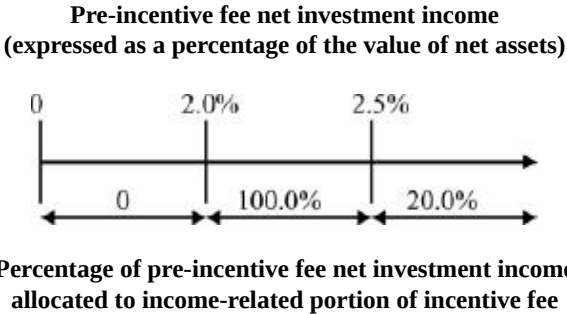 Pre-incentive fee net investment income
(expressed as a percentage of the value of net assets)
0 2.0% 2.5%
0 100.0% 20.0%
Percentage of pre-incentive fee net investment income
allocated to income-related portion of incentive fee